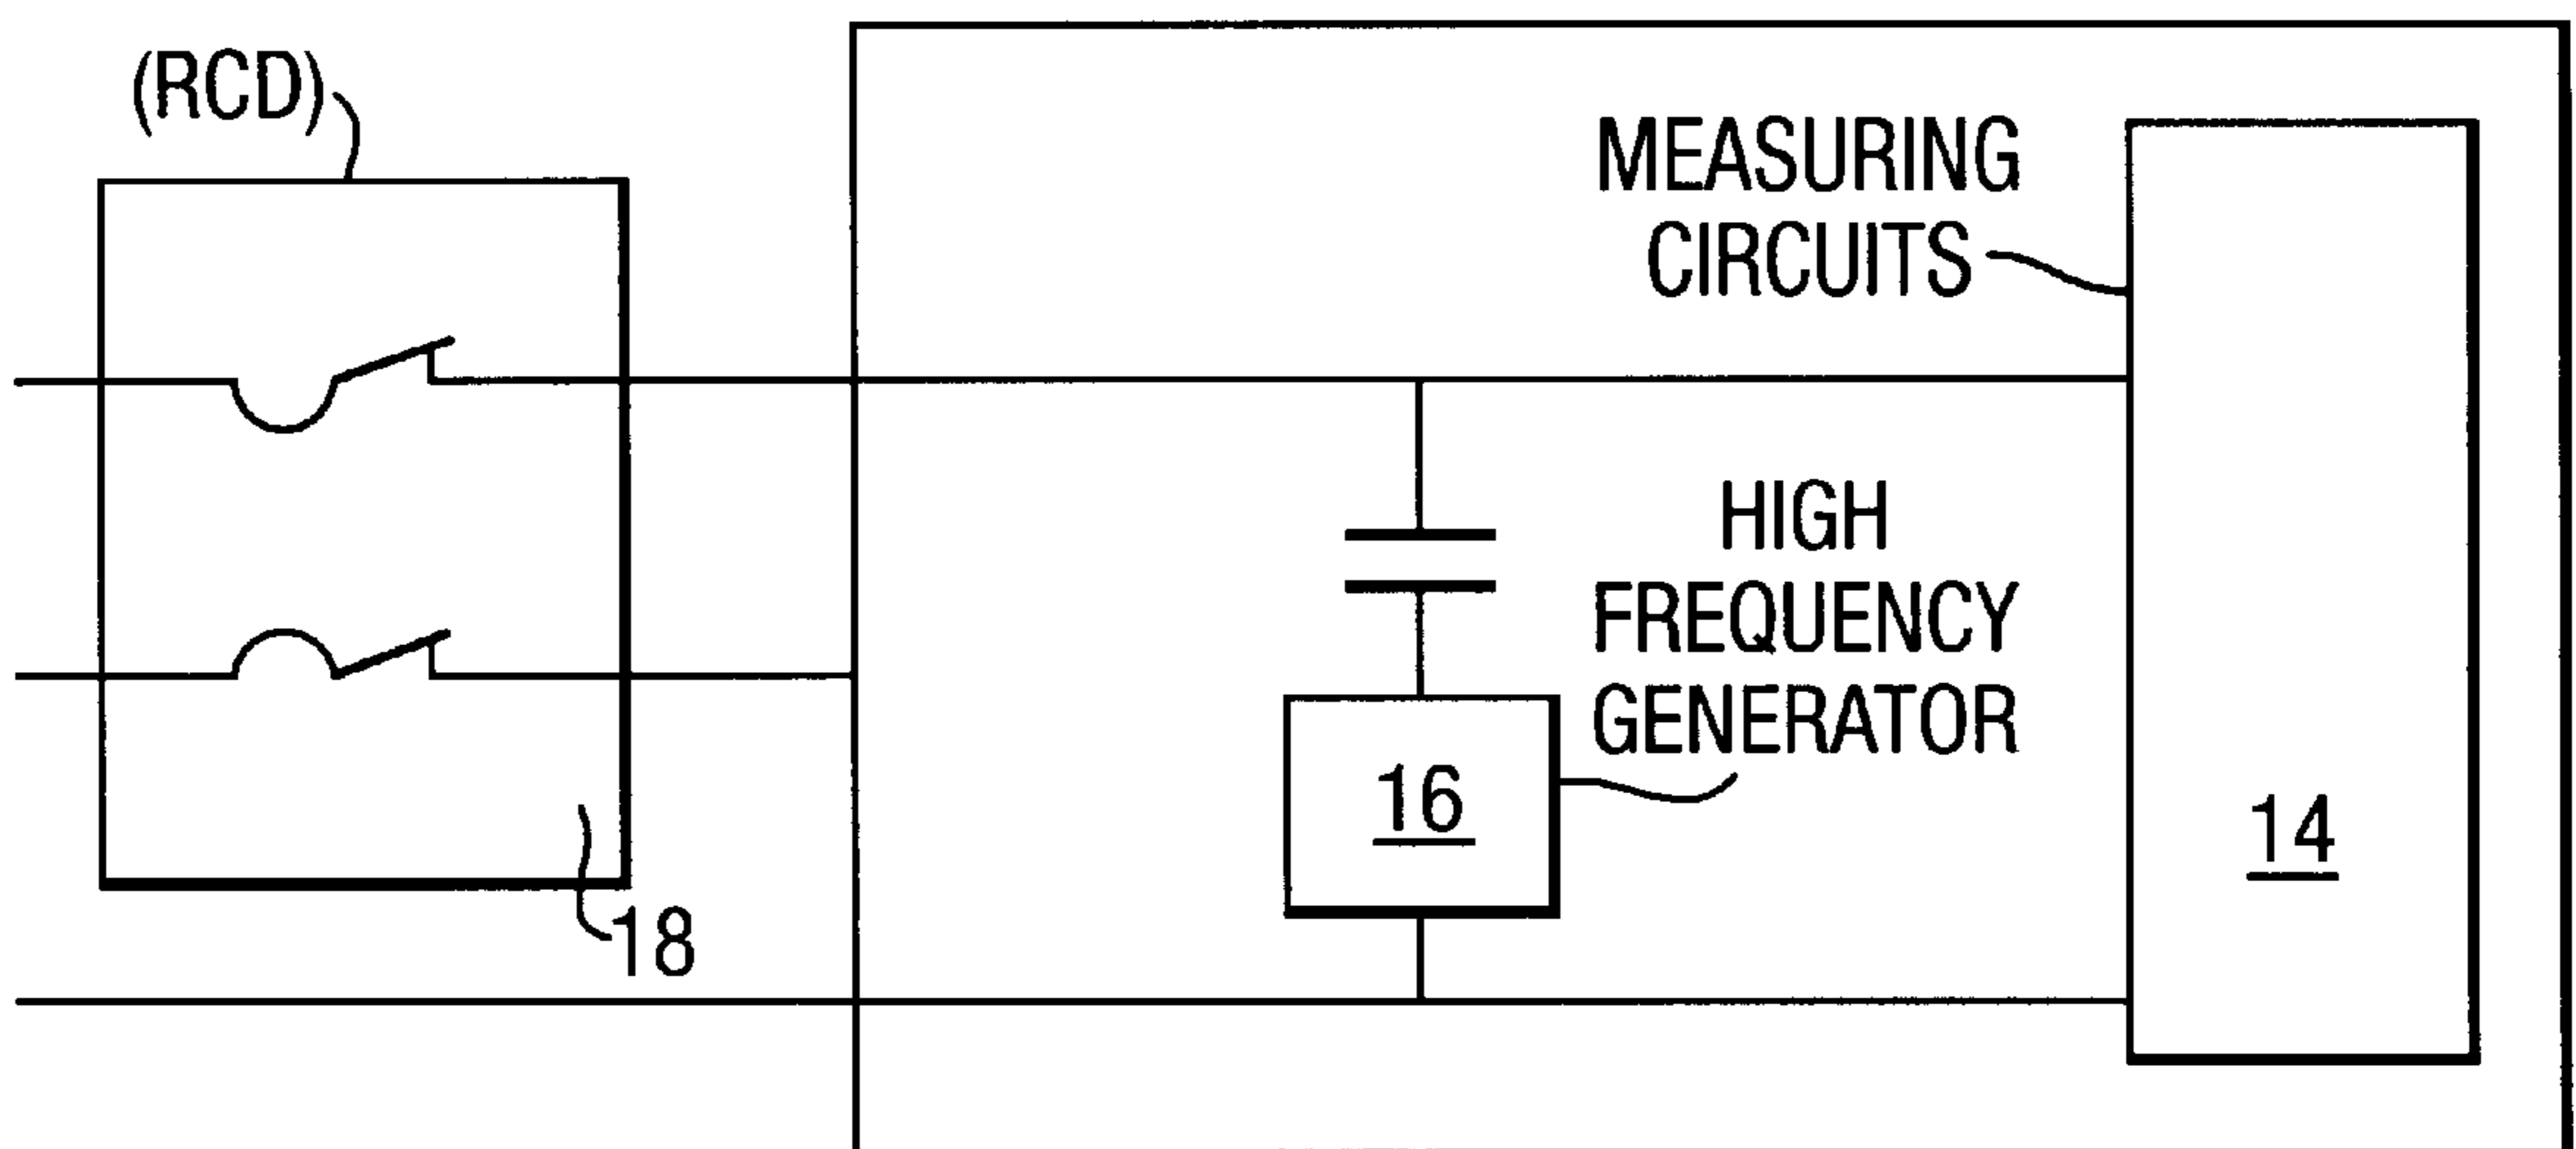 (RCD)
MEASURING
CIRCUITS
HIGH
FREQUENCY
GENERATOR
16
14
18